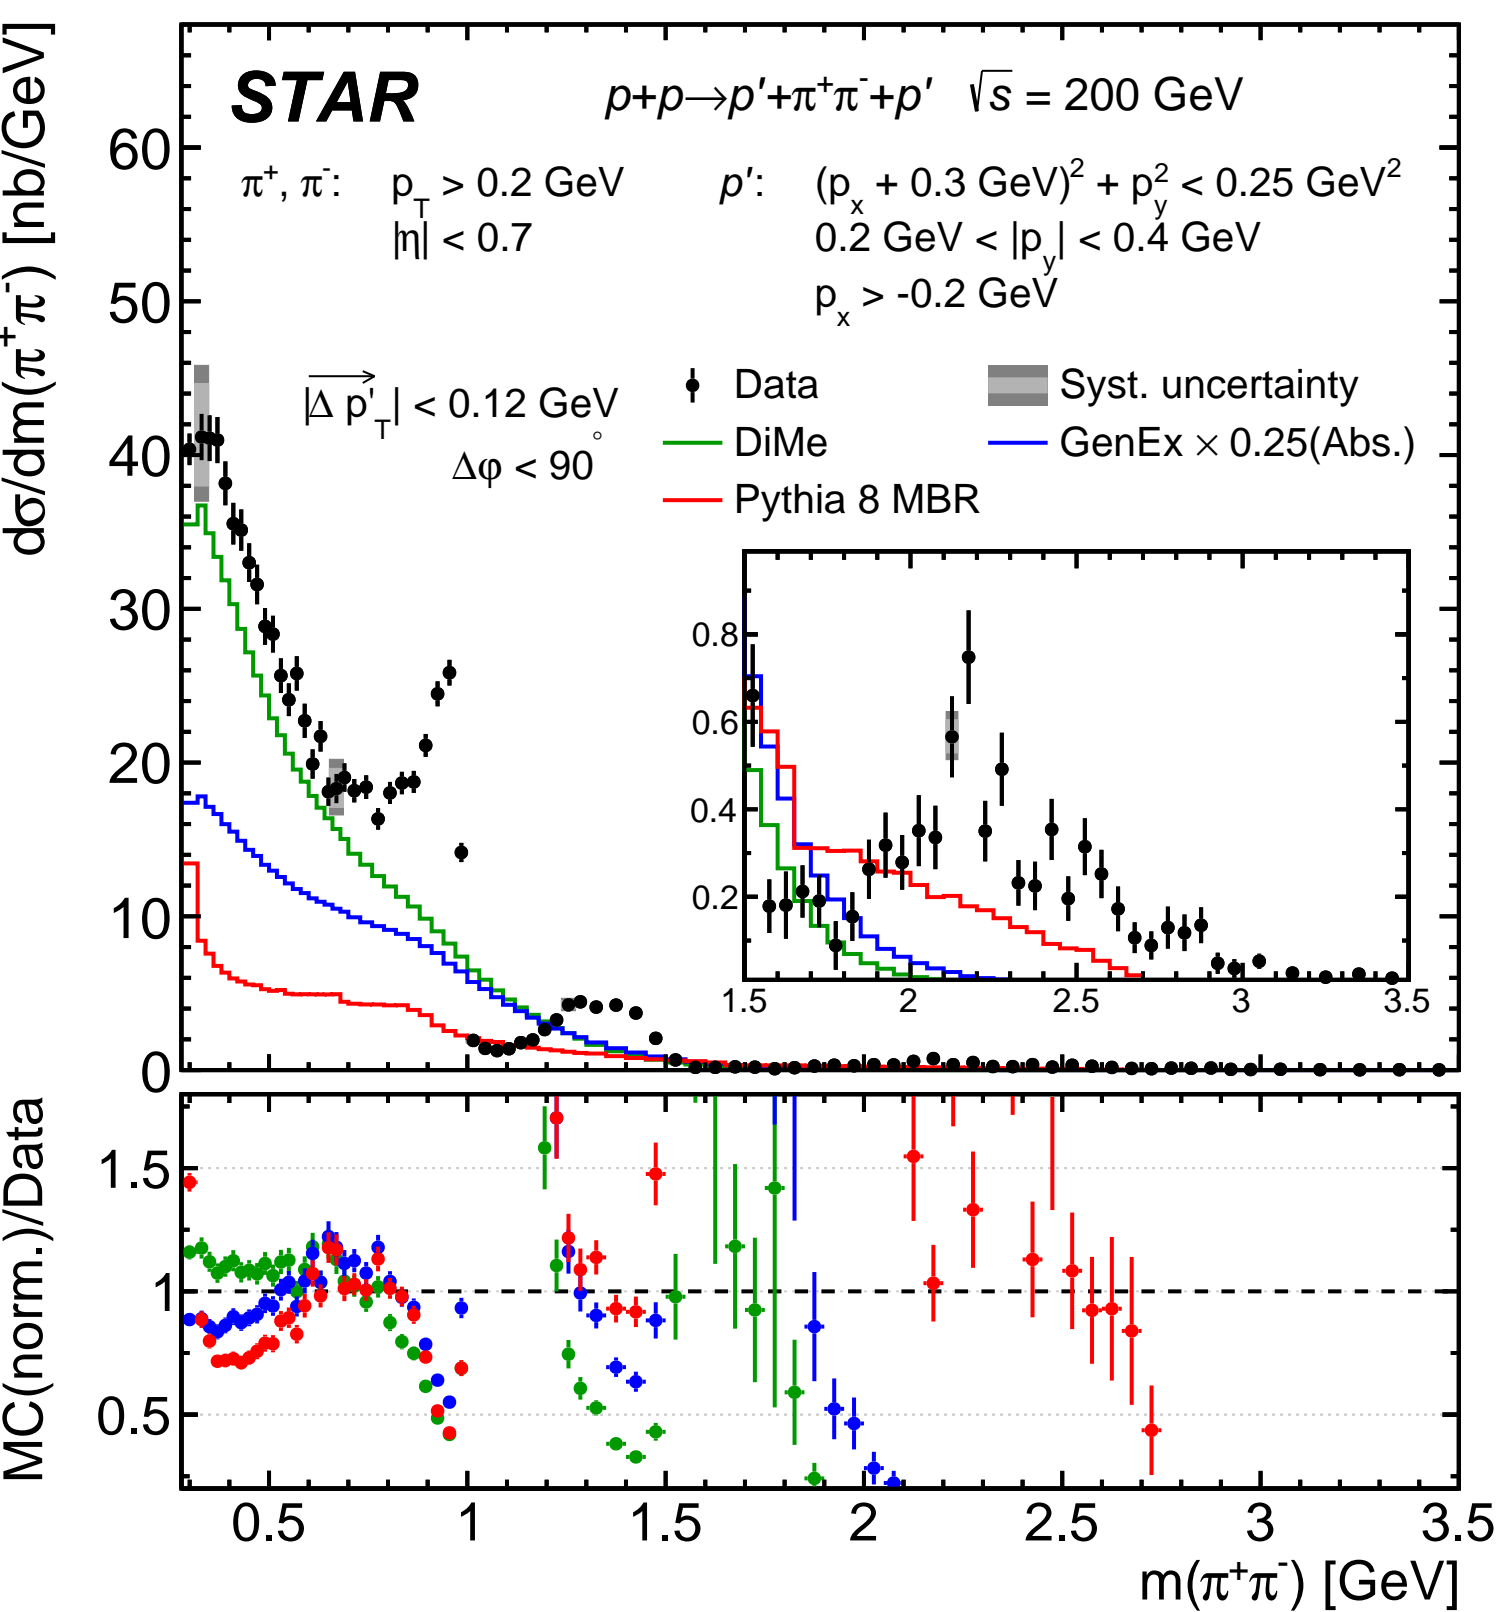 STAR p+p→p′+π⁺π⁻+p′ √s = 200 GeV
π⁺, π⁻: p_T > 0.2 GeV p′: (p_x + 0.3 GeV)² + p_y² < 0.25 GeV²
|η| < 0.7 0.2 GeV < |p_y| < 0.4 GeV
p_x > -0.2 GeV
|Δ p'_T| < 0.12 GeV
Δφ < 90°
Data Syst. uncertainty
DiMe GenEx × 0.25(Abs.)
Pythia 8 MBR
dσ/dm(π⁺π⁻) [nb/GeV]
60
50
40
30
20
10
0
0.8
0.6
0.4
0.2
1.5 2 2.5 3 3.5
MC(norm.)/Data
1.5
1
0.5
0.5 1 1.5 2 2.5 3 3.5
m(π⁺π⁻) [GeV]